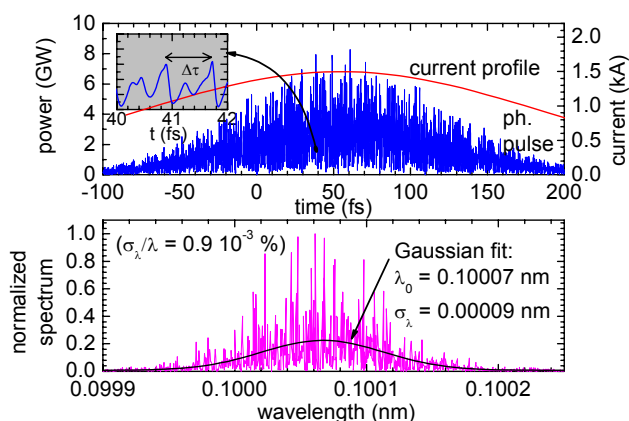 power (GW)
10
8
6
4
2
0
Δτ
40 41 42
t (fs)
current profile
ph.
pulse
2.0
1.5
1.0
0.5
0.0
current (kA)
-100 -50 0 50 100 150 200
time (fs)
normalized
spectrum
1.0
0.8
0.6
0.4
0.2
0.0
(σλ/λ = 0.9 10⁻³ %)
Gaussian fit:
λ₀ = 0.10007 nm
σλ = 0.00009 nm
0.0999 0.1000 0.1001 0.1002
wavelength (nm)